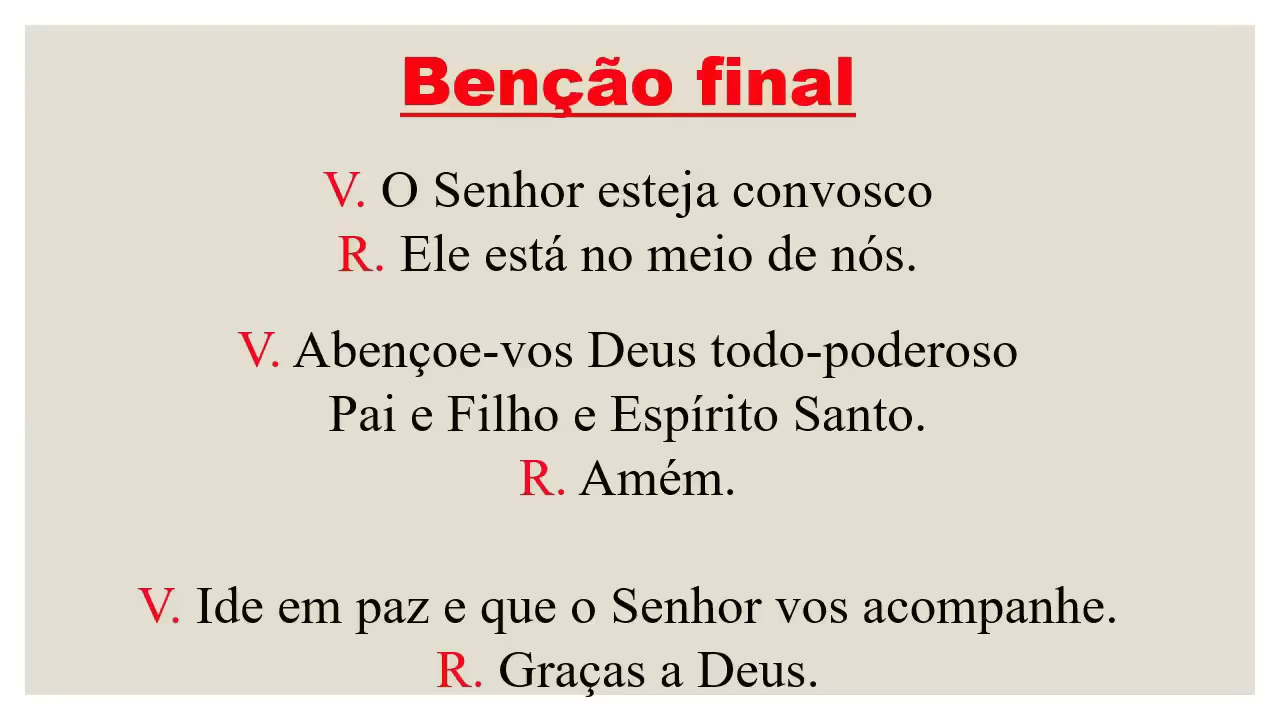 Benção final
V. O Senhor esteja convosco
R. Ele está no meio de nós.
V. Abençoe-vos Deus todo-poderoso
Pai e Filho e Espírito Santo.
R. Amém.
V. Ide em paz e que o Senhor vos acompanhe.
R. Graças a Deus.